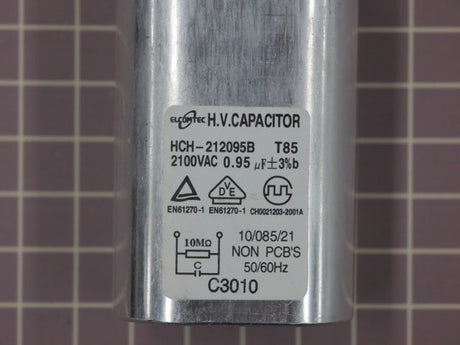 ELCOMTEC H.V.CAPACITOR
HCH-212095B T85
2100VAC 0.95 µF±3%b
VDE
EN61270-1 EN61270-1 CH0021203-2001A
10/085/21
10MΩ
NON PCB'S
C
50/60Hz
C3010